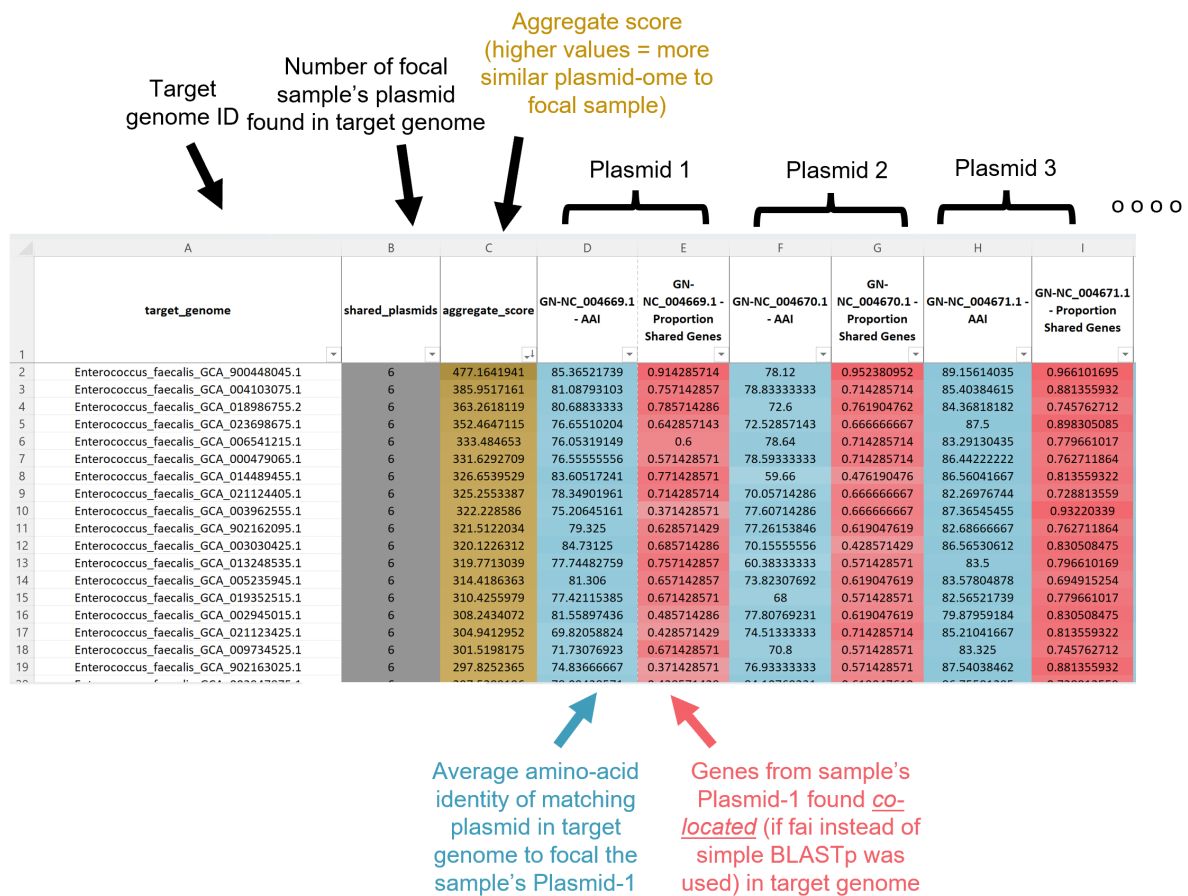 Aggregate score
(higher values = more
similar plasmid-ome to
focal sample)
Number of focal
sample's plasmid
found in target genome
Target
genome ID
Plasmid 1
Plasmid 2
Plasmid 3
o o o o
A B C D E F G H I
1 target_genome shared_plasmids aggregate_score GN-NC_004669.1 - AAI GN-NC_004669.1 - Proportion Shared Genes GN-NC_004670.1 - AAI GN-NC_004670.1 - Proportion Shared Genes GN-NC_004671.1 - AAI GN-NC_004671.1 - Proportion Shared Genes
2 Enterococcus_faecalis_GCA_900448045.1 6 477.1641941 85.36521739 0.914285714 78.12 0.952380952 89.15614035 0.966101695
3 Enterococcus_faecalis_GCA_004103075.1 6 385.9517161 81.08793103 0.757142857 78.83333333 0.714285714 85.40384615 0.881355932
4 Enterococcus_faecalis_GCA_018986755.2 6 363.2618119 80.68833333 0.785714286 72.6 0.761904762 84.36818182 0.745762712
5 Enterococcus_faecalis_GCA_023698675.1 6 352.4647115 76.65510204 0.642857143 72.52857143 0.666666667 87.5 0.898305085
6 Enterococcus_faecalis_GCA_006541215.1 6 333.484653 76.05319149 0.6 78.64 0.714285714 83.29130435 0.779661017
7 Enterococcus_faecalis_GCA_000479065.1 6 331.6292709 76.55555556 0.571428571 78.59333333 0.714285714 86.44222222 0.762711864
8 Enterococcus_faecalis_GCA_014489455.1 6 326.6539529 83.60517241 0.771428571 59.66 0.476190476 86.56041667 0.813559322
9 Enterococcus_faecalis_GCA_021124405.1 6 325.2553387 78.34901961 0.714285714 70.05714286 0.666666667 82.26976744 0.728813559
10 Enterococcus_faecalis_GCA_003962555.1 6 322.228586 75.20645161 0.371428571 77.60714286 0.666666667 87.36545455 0.93220339
11 Enterococcus_faecalis_GCA_902162095.1 6 321.5122034 79.325 0.628571429 77.26153846 0.619047619 82.68666667 0.762711864
12 Enterococcus_faecalis_GCA_003030425.1 6 320.1226312 84.73125 0.685714286 70.15555556 0.428571429 86.56530612 0.830508475
13 Enterococcus_faecalis_GCA_013248535.1 6 319.7713039 77.74482759 0.757142857 60.38333333 0.571428571 83.5 0.796610169
14 Enterococcus_faecalis_GCA_005235945.1 6 314.4186363 81.306 0.657142857 73.82307692 0.619047619 83.57804878 0.694915254
15 Enterococcus_faecalis_GCA_019352515.1 6 310.4255979 77.42115385 0.671428571 68 0.571428571 82.56521739 0.779661017
16 Enterococcus_faecalis_GCA_002945015.1 6 308.2434072 81.55897436 0.485714286 77.80769231 0.619047619 79.87959184 0.830508475
17 Enterococcus_faecalis_GCA_021123425.1 6 304.9412952 69.82058824 0.428571429 74.51333333 0.714285714 85.21041667 0.813559322
18 Enterococcus_faecalis_GCA_009734525.1 6 301.5198175 71.73076923 0.671428571 70.8 0.571428571 83.325 0.745762712
19 Enterococcus_faecalis_GCA_902163025.1 6 297.8252365 74.83666667 0.371428571 76.93333333 0.571428571 87.54038462 0.881355932
Average amino-acid
identity of matching
plasmid in target
genome to focal the
sample's Plasmid-1
Genes from sample's
Plasmid-1 found co-
located (if fai instead of
simple BLASTp was
used) in target genome